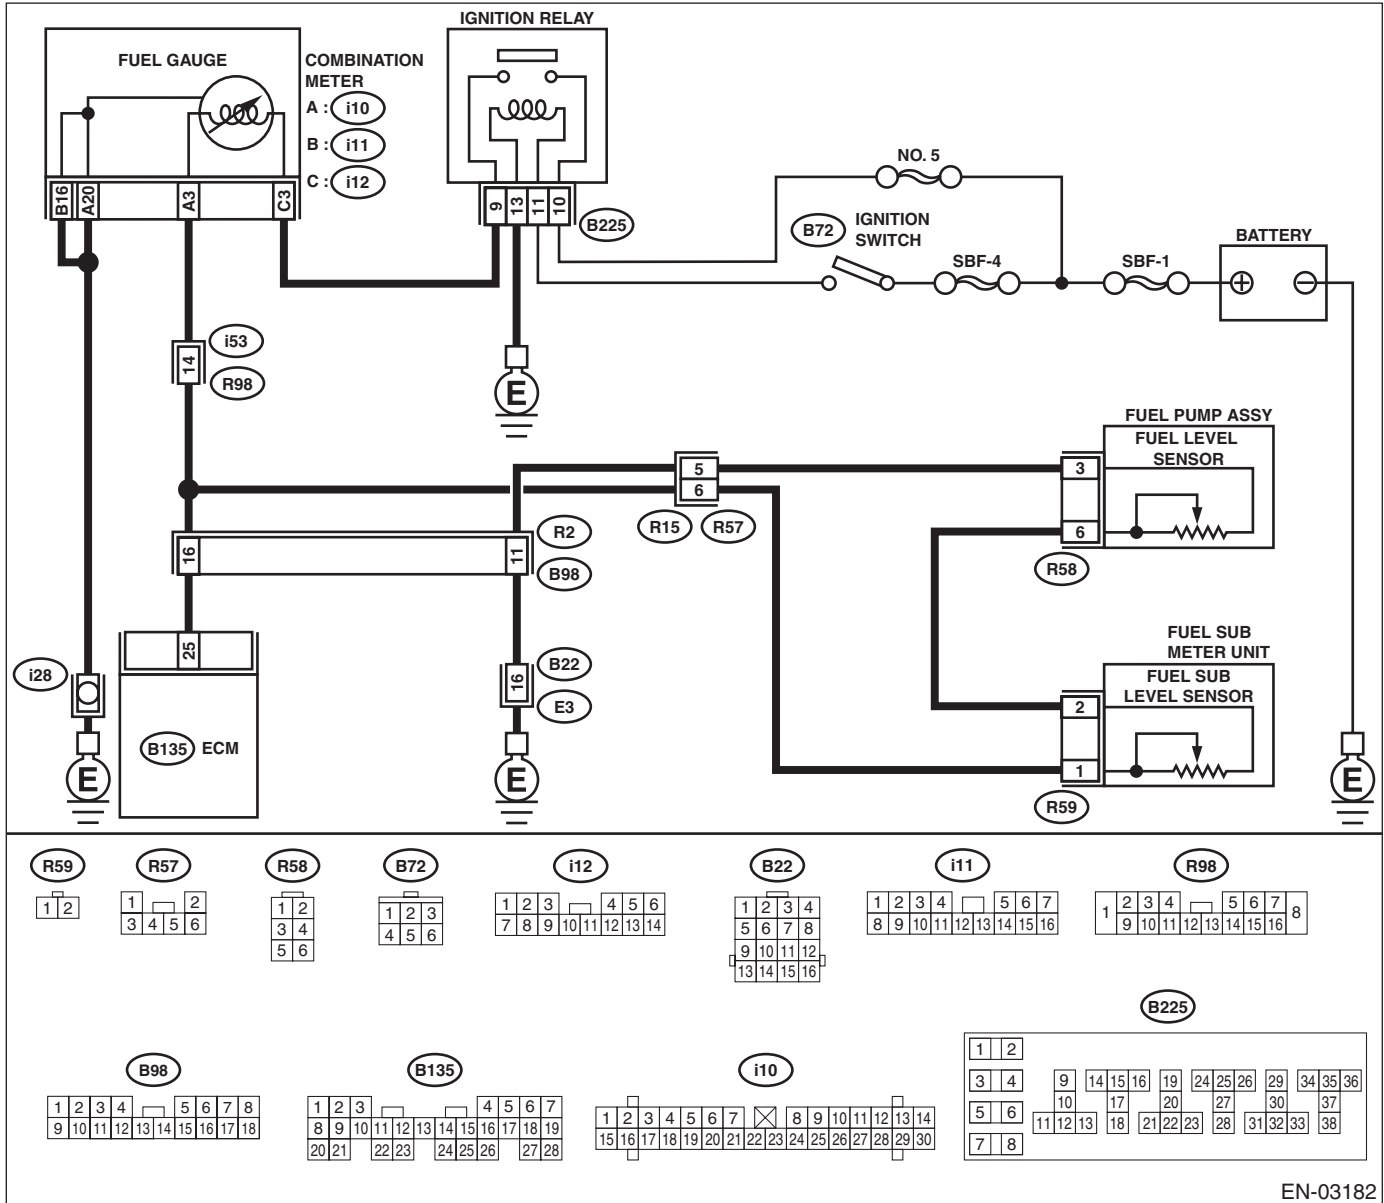 IGNITION RELAY
FUEL GAUGE
COMBINATION
METER
A : i10
B : i11
C : i12
B16 A20 A3 C3
9 13 11 10
B225
NO. 5
B72
IGNITION
SWITCH
SBF-4
SBF-1
BATTERY
+ −
14
i53
R98
E
FUEL PUMP ASSY
FUEL LEVEL
SENSOR
3
6
R58
5
6
R15 R57
16 11
R2
B98
25
B135 ECM
i28
E
16
B22
E3
E
FUEL SUB
METER UNIT
FUEL SUB
LEVEL SENSOR
2
1
R59
E
R59
1 2
R57
1 2
3 4 5 6
R58
1 2
3 4
5 6
B72
1 2 3
4 5 6
i12
1 2 3 4 5 6
7 8 9 10 11 12 13 14
B22
1 2 3 4
5 6 7 8
9 10 11 12
13 14 15 16
i11
1 2 3 4 5 6 7
8 9 10 11 12 13 14 15 16
R98
1 2 3 4 5 6 7 8
9 10 11 12 13 14 15 16
B98
1 2 3 4 5 6 7 8
9 10 11 12 13 14 15 16 17 18
B135
1 2 3 4 5 6 7
8 9 10 11 12 13 14 15 16 17 18 19
20 21 22 23 24 25 26 27 28
i10
1 2 3 4 5 6 7 8 9 10 11 12 13 14
15 16 17 18 19 20 21 22 23 24 25 26 27 28 29 30
B225
1 2
3 4 9 14 15 16 19 24 25 26 29 34 35 36
5 6 10 17 20 27 30 37
11 12 13 18 21 22 23 28 31 32 33 38
7 8
EN-03182